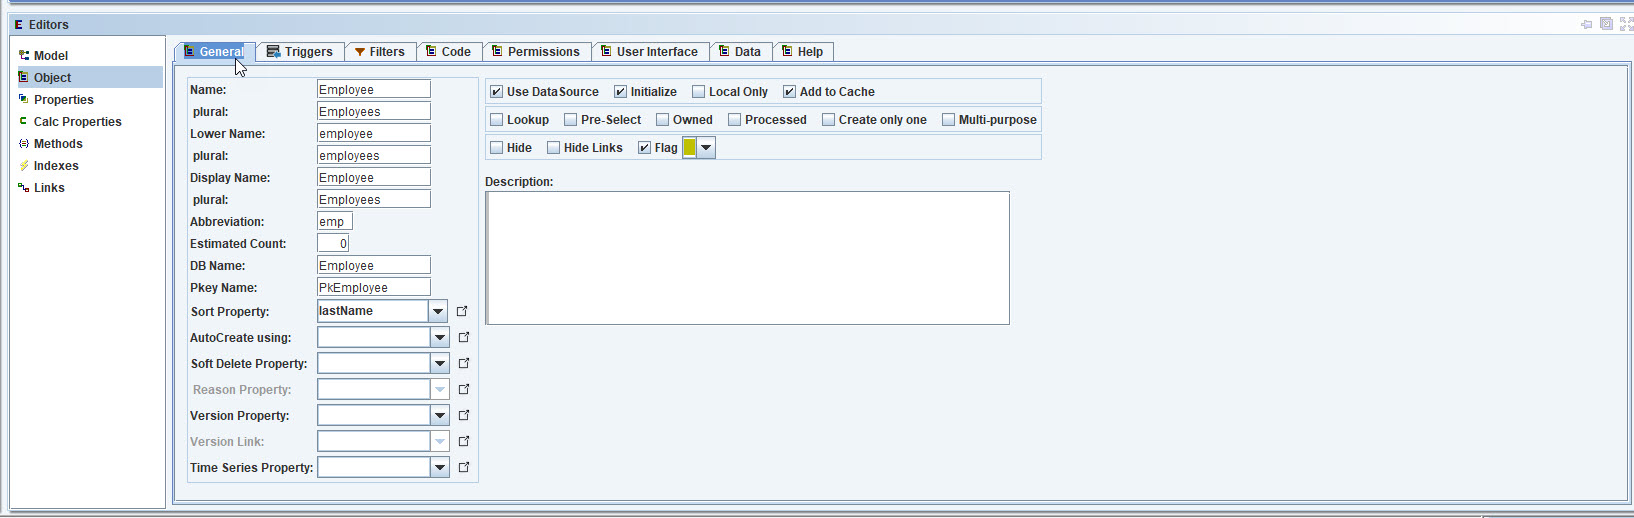 Editors
Model
Object
Properties
Calc Properties
Methods
Indexes
Links
General Triggers Filters Code Permissions User Interface Data Help
Name: Employee
plural: Employees
Lower Name: employee
plural: employees
Display Name: Employee
plural: Employees
Abbreviation: emp
Estimated Count: 0
DB Name: Employee
Pkey Name: PkEmployee
Sort Property: lastName
AutoCreate using:
Soft Delete Property:
Reason Property:
Version Property:
Version Link:
Time Series Property:
Use DataSource Initialize Local Only Add to Cache
Lookup Pre-Select Owned Processed Create only one Multi-purpose
Hide Hide Links Flag
Description: